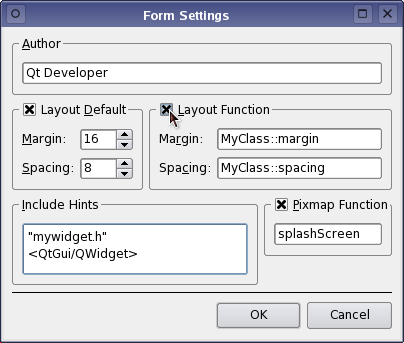 Form Settings
Author
Qt Developer
Layout Default
Layout Function
Margin: 16
Margin: MyClass::margin
Spacing: 8
Spacing: MyClass::spacing
Include Hints
Pixmap Function
"mywidget.h"
<QtGui/QWidget>
splashScreen
OK
Cancel